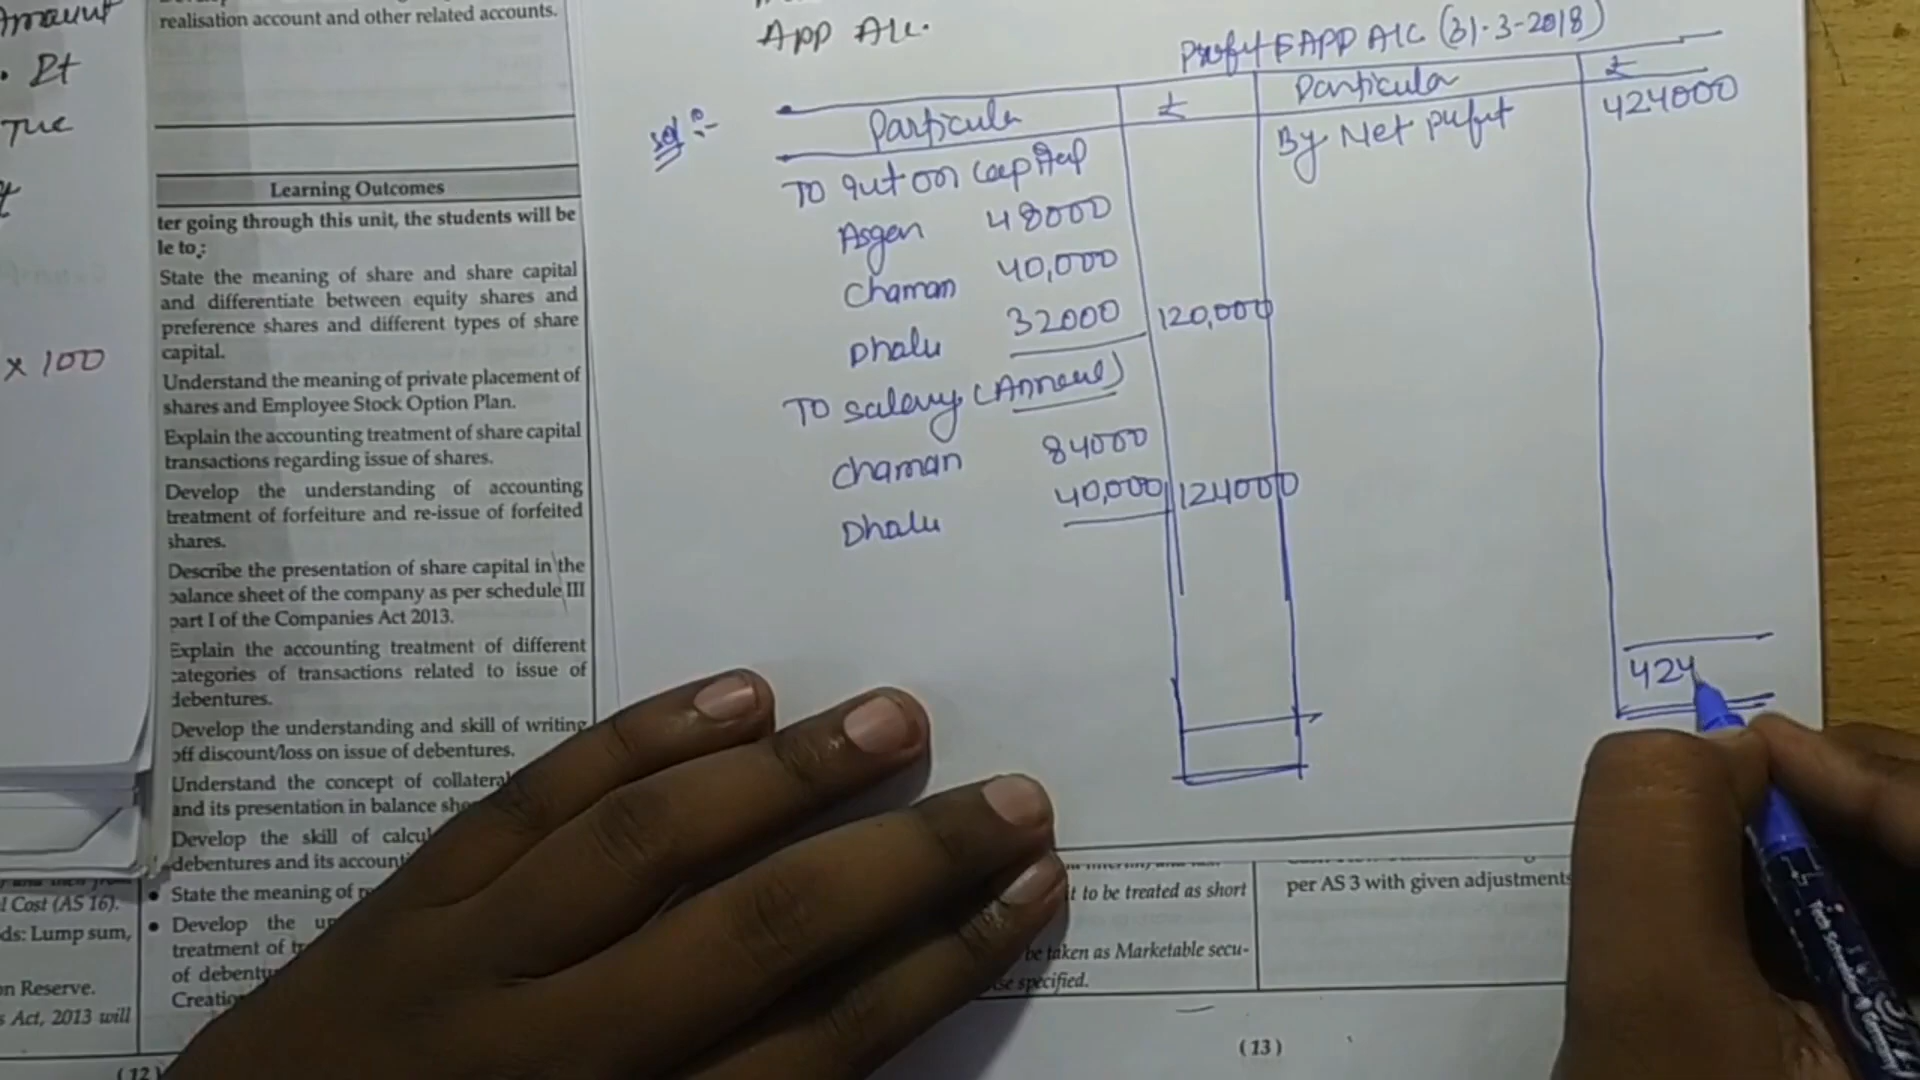 Amount
. Pt
The
x 100
realisation account and other related accounts.
Learning Outcomes
ter going through this unit, the students will be
le to :
State the meaning of share and share capital
and differentiate between equity shares and
preference shares and different types of share
capital.
Understand the meaning of private placement of
shares and Employee Stock Option Plan.
Explain the accounting treatment of share capital
transactions regarding issue of shares.
Develop the understanding of accounting
treatment of forfeiture and re-issue of forfeited
shares.
Describe the presentation of share capital in the
balance sheet of the company as per schedule III
part I of the Companies Act 2013.
Explain the accounting treatment of different
categories of transactions related to issue of
debentures.
Develop the understanding and skill of writing
off discount/loss on issue of debentures.
Understand the concept of collateral
and its presentation in balance
Develop the skill of
debentures and its
• State the meaning of
• Develop the
treatment of
of
l Cost (AS 16).
ds: Lump sum,
on Reserve.
s Act, 2013 will
(12)
App A/c.
Profit & APP A/C (31-3-2018)
Sol :-
Particula ₹ Particula ₹
To Int on Capital By Net Profit 424000
Asgen 48000
Chaman 40,000
Dhalu 32000 120,000
To Salary (Annual)
Chaman 84000
Dhalu 40,000 124000
424
it to be treated as short
be taken as Marketable secu-
specified.
per AS 3 with given adjustments
(13)
Tech